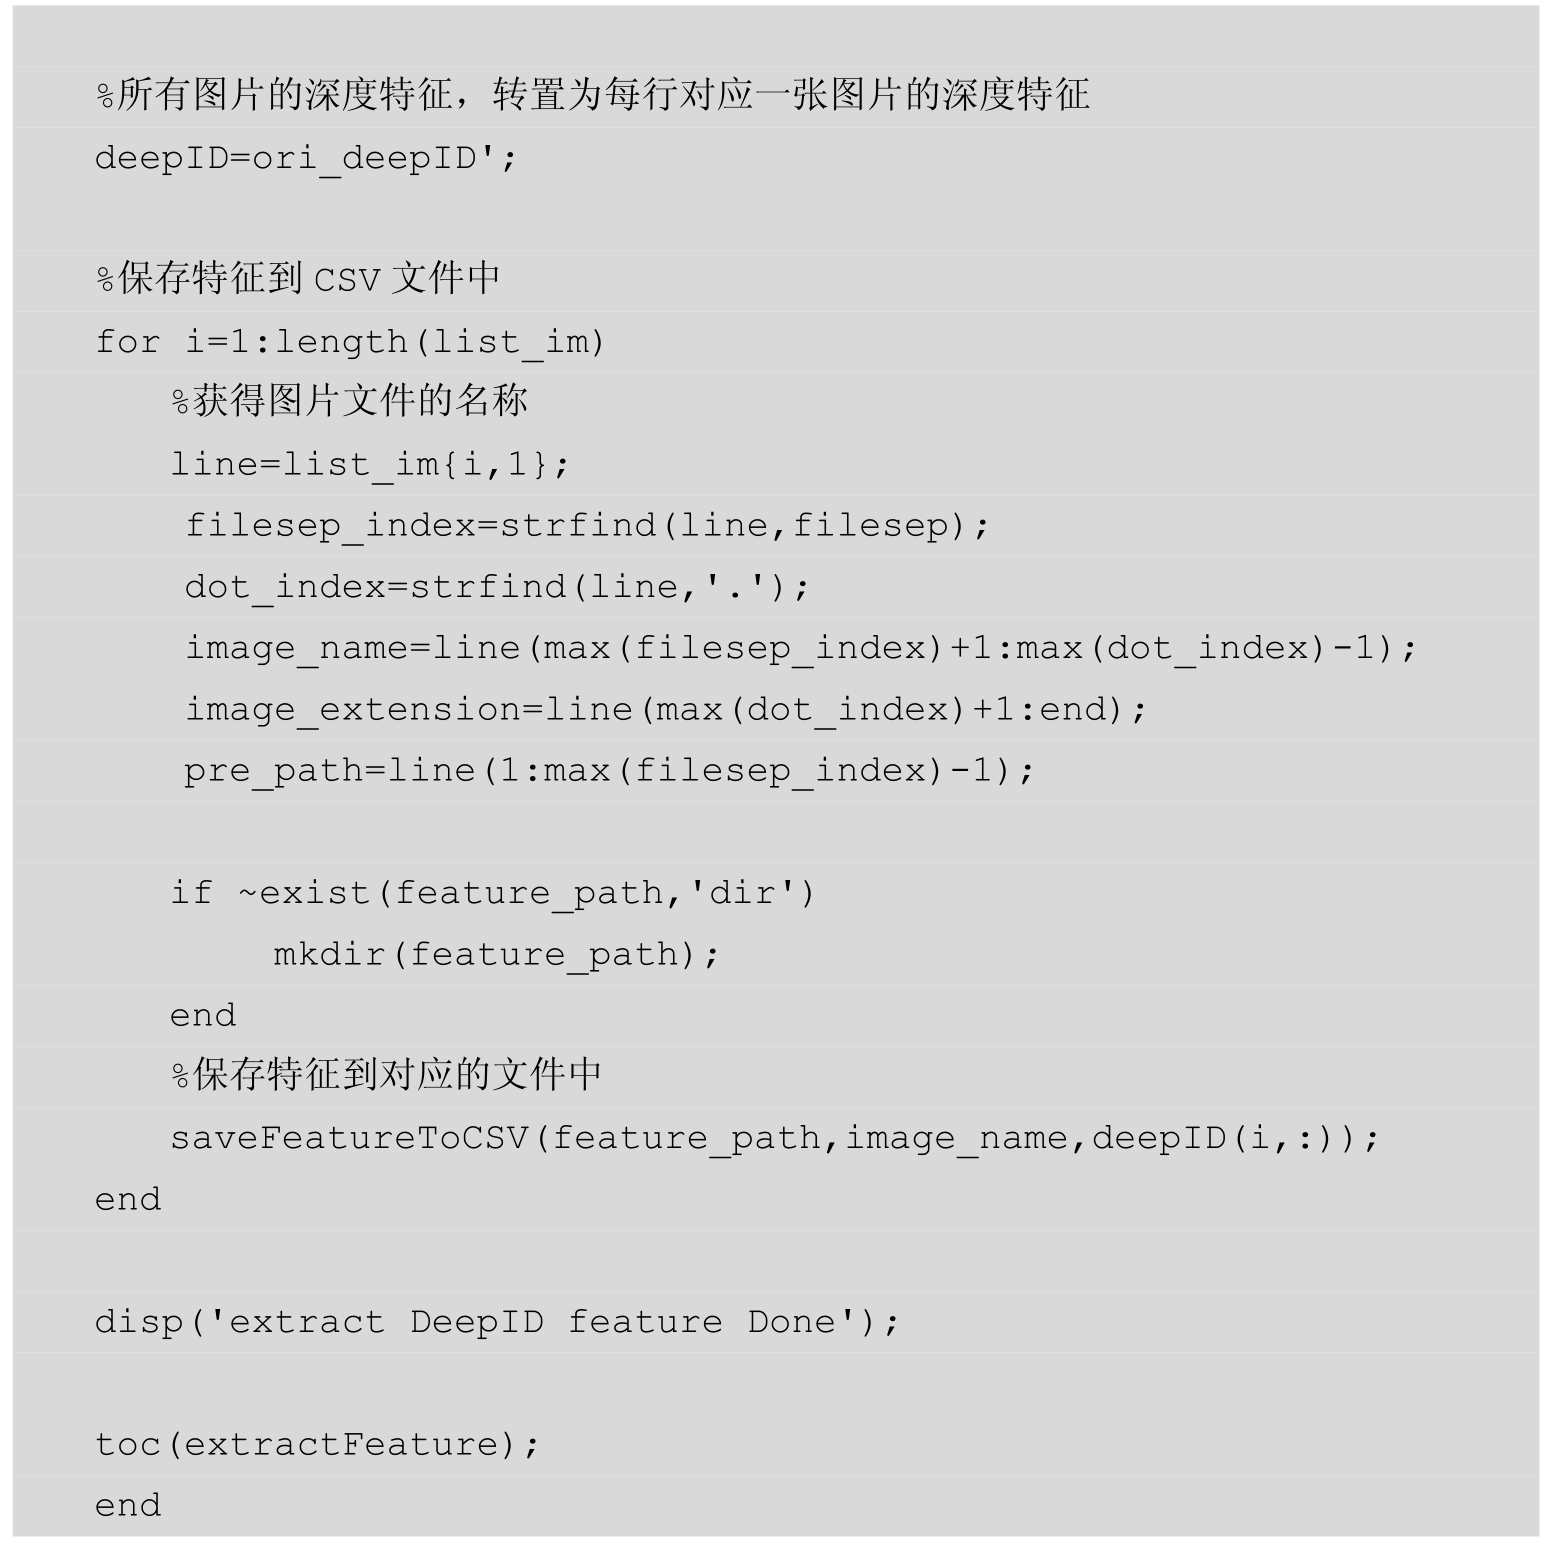 %所有图片的深度特征，转置为每行对应一张图片的深度特征
deepID=ori_deepID';
%保存特征到 CSV 文件中
for i=1:length(list_im)
%获得图片文件的名称
line=list_im{i,1};
filesep_index=strfind(line,filesep);
dot_index=strfind(line,'.');
image_name=line(max(filesep_index)+1:max(dot_index)-1);
image_extension=line(max(dot_index)+1:end);
pre_path=line(1:max(filesep_index)-1);
if ~exist(feature_path,'dir')
mkdir(feature_path);
end
%保存特征到对应的文件中
saveFeatureToCSV(feature_path,image_name,deepID(i,:));
end
disp('extract DeepID feature Done');
toc(extractFeature);
end